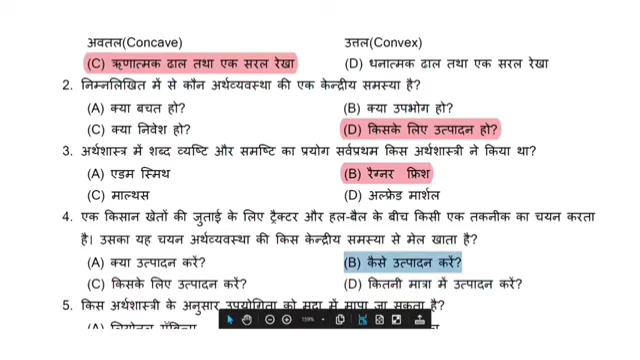 अवतल(Concave) उत्तल(Convex)
(C) ऋणात्मक ढाल तथा एक सरल रेखा (D) धनात्मक ढाल तथा एक सरल रेखा
2. निम्नलिखित में से कौन अर्थव्यवस्था की एक केन्द्रीय समस्या है?
(A) क्या बचत हो? (B) क्या उपभोग हो?
(C) क्या निवेश हो? (D) किसके लिए उत्पादन हो?
3. अर्थशास्त्र में शब्द व्यष्टि और समष्टि का प्रयोग सर्वप्रथम किस अर्थशास्त्री ने किया था?
(A) एडम स्मिथ (B) रैग्नर फ्रिश
(C) माल्थस (D) अल्फ्रेड मार्शल
4. एक किसान खेतों की जुताई के लिए ट्रैक्टर और हल-बैल के बीच किसी एक तकनीक का चयन करता
है। उसका यह चयन अर्थव्यवस्था की किस केन्द्रीय समस्या से मेल खाता है?
(A) क्या उत्पादन करें? (B) कैसे उत्पादन करें?
(C) किसके लिए उत्पादन करें? (D) कितनी मात्रा में उत्पादन करें?
5. किस अर्थशास्त्री के अनुसार उपयोगिता को मुद्रा में मापा जा सकता है?
159%